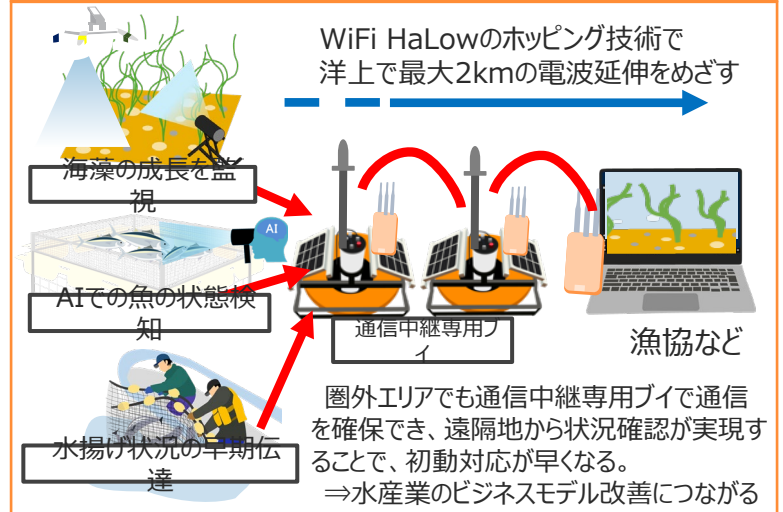 WiFi HaLowのホッピング技術で
洋上で最大2kmの電波延伸をめざす
海藻の成長を監
視
AI
AIでの魚の状態検
知
通信中継専用ブ
イ
漁協など
水揚げ状況の早期伝
達
圏外エリアでも通信中継専用ブイで通信
を確保でき、遠隔地から状況確認が実現す
ることで、初動対応が早くなる。
⇒水産業のビジネスモデル改善につながる